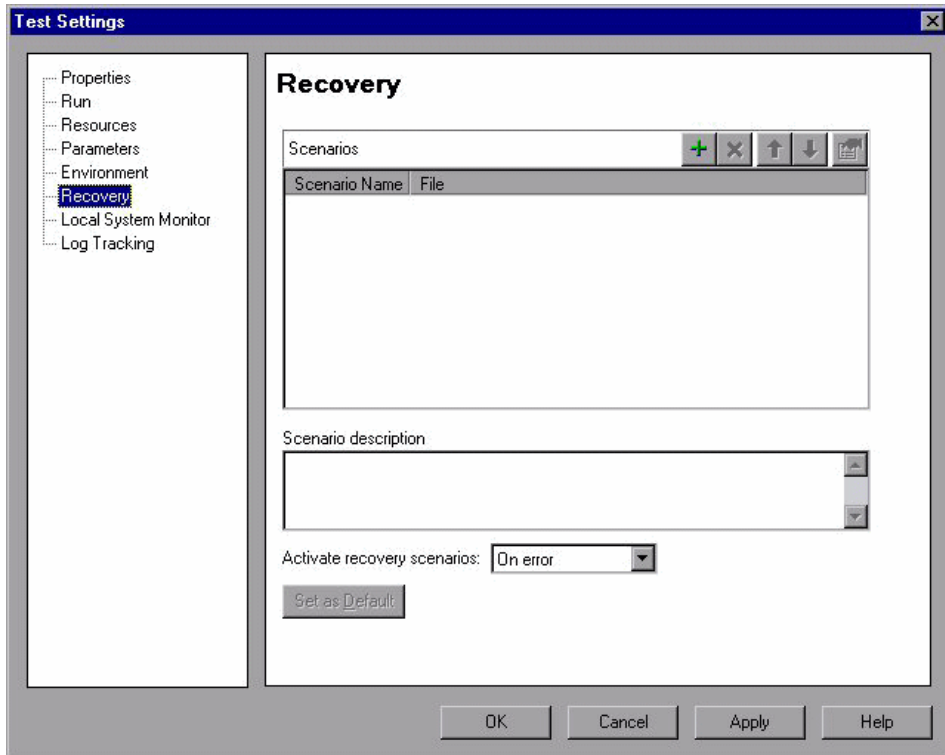 Test Settings
Properties
Run
Resources
Parameters
Environment
Recovery
Local System Monitor
Log Tracking
Recovery
Scenarios
Scenario Name File
Scenario description
Activate recovery scenarios: On error
Set as Default
OK Cancel Apply Help